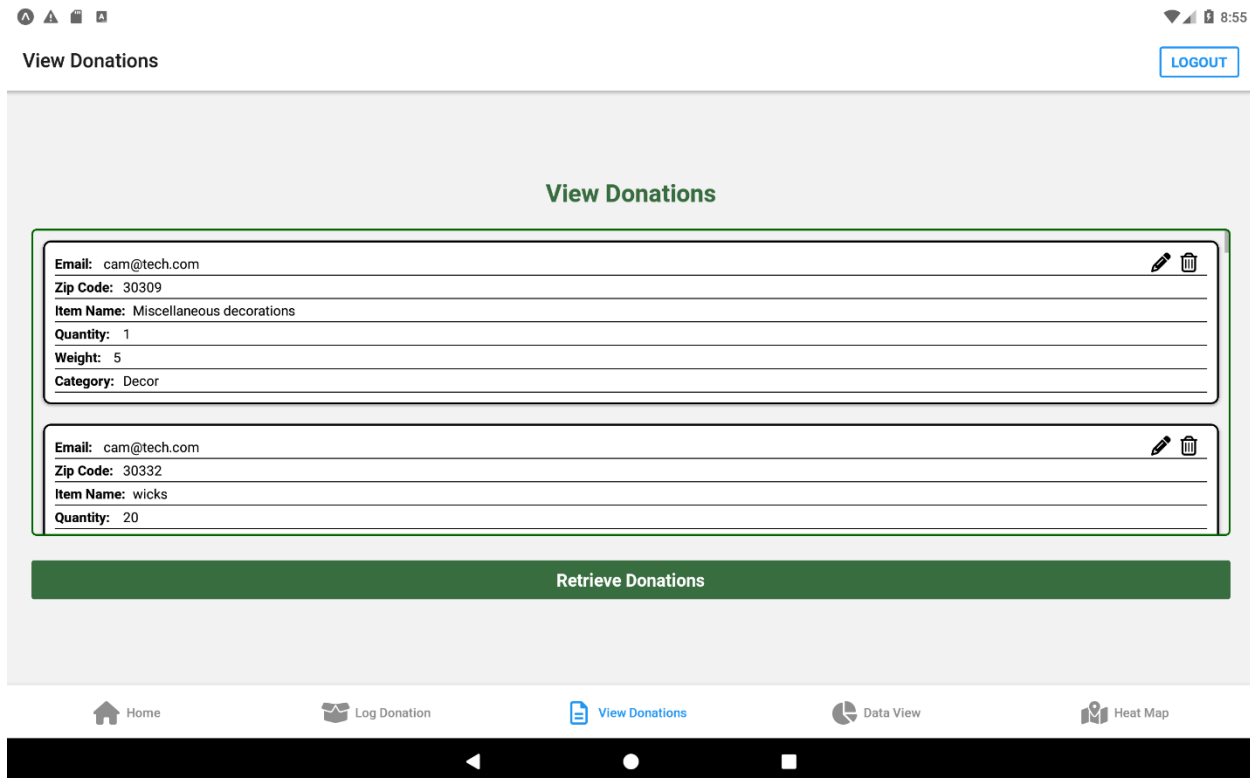 8:55
View Donations
LOGOUT
View Donations
Email: cam@tech.com
Zip Code: 30309
Item Name: Miscellaneous decorations
Quantity: 1
Weight: 5
Category: Decor
Email: cam@tech.com
Zip Code: 30332
Item Name: wicks
Quantity: 20
Retrieve Donations
Home
Log Donation
View Donations
Data View
Heat Map